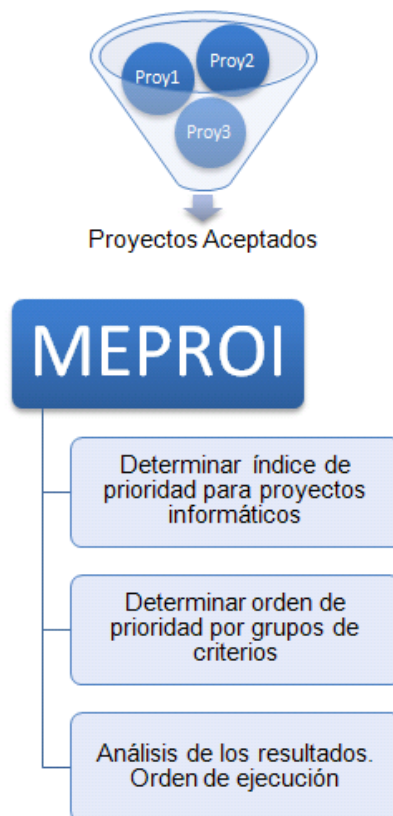 Proy1
Proy2
Proy3
Proyectos Aceptados
MEPROI
Determinar índice de
prioridad para proyectos
informáticos
Determinar orden de
prioridad por grupos de
criterios
Análisis de los resultados.
Orden de ejecución